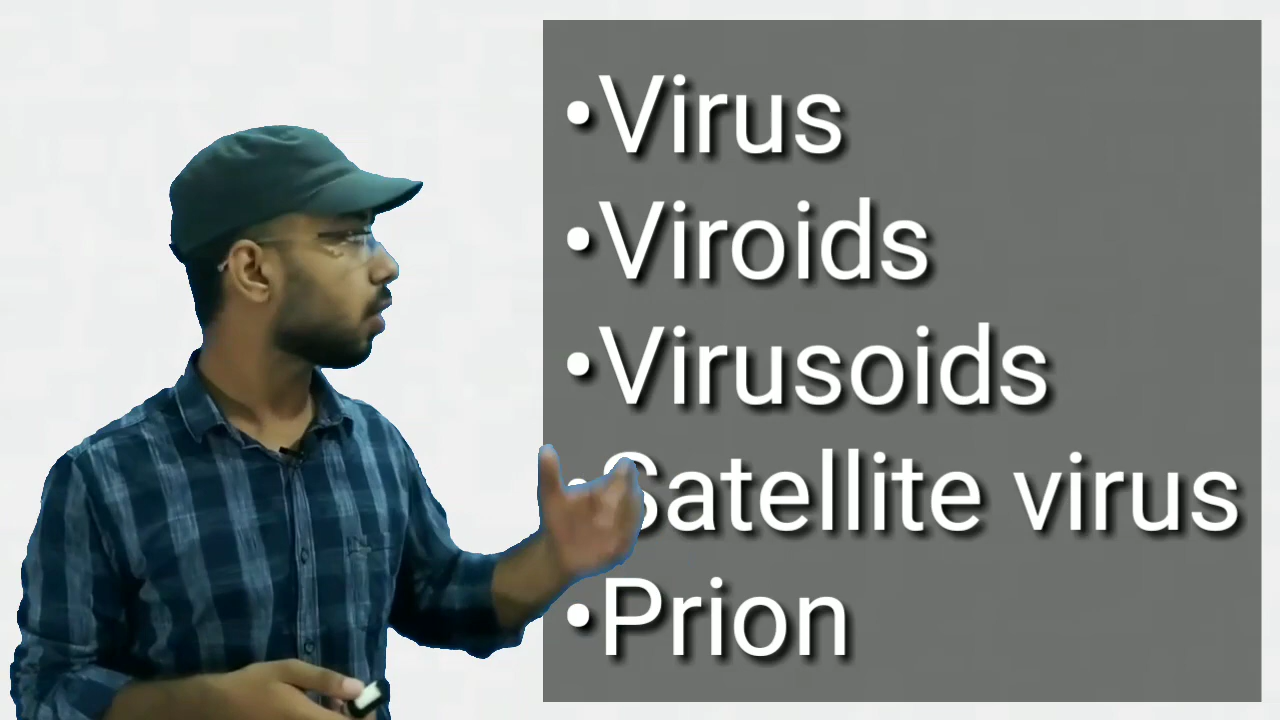 •Virus
•Viroids
•Virusoids
•Satellite virus
•Prion